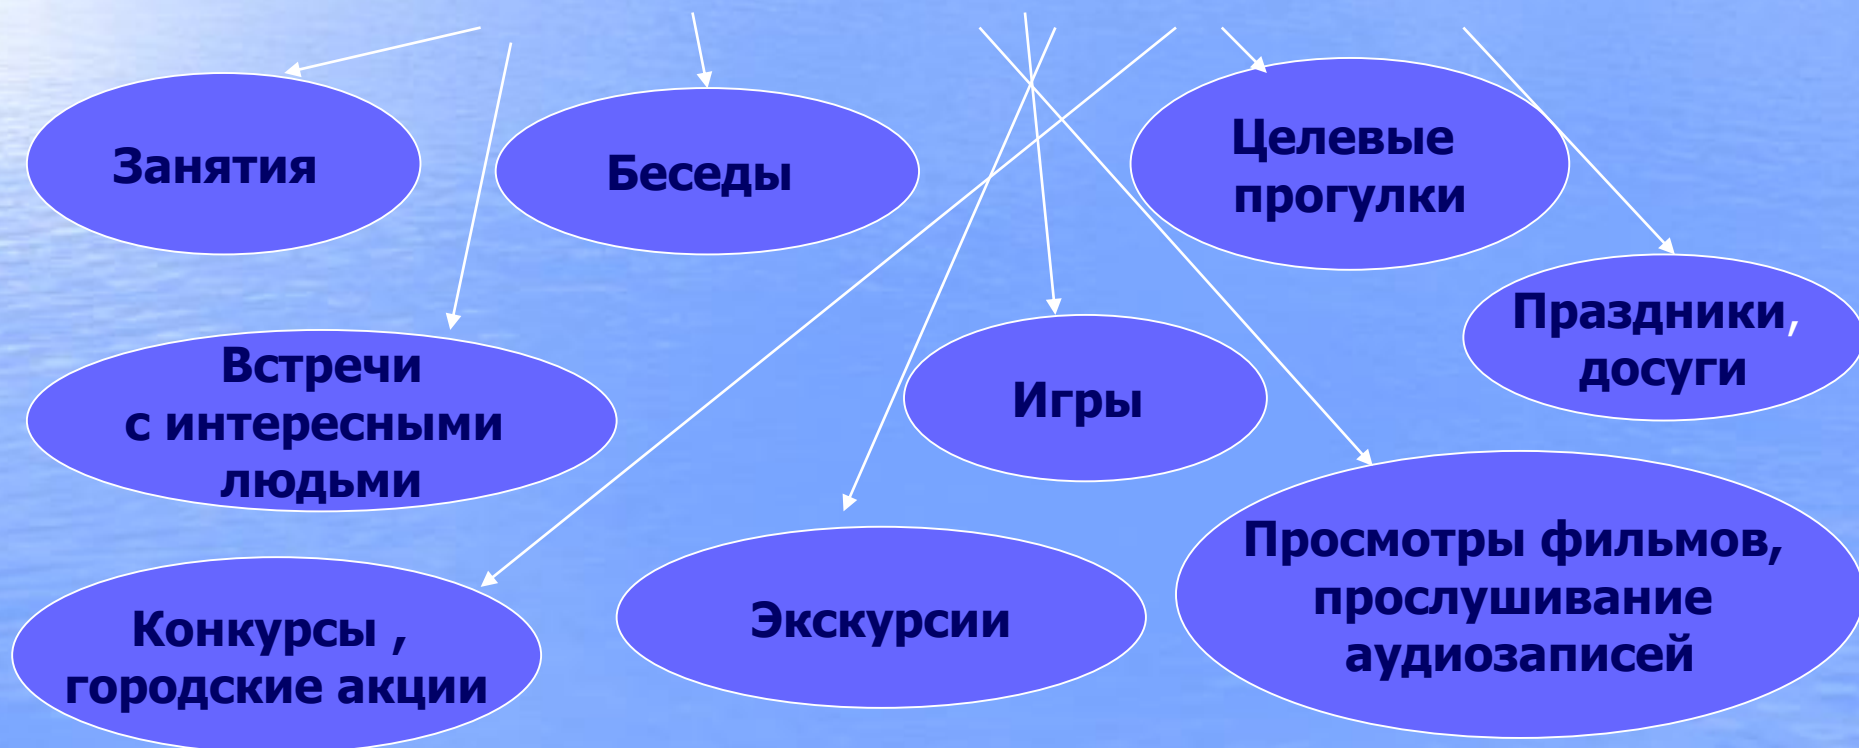 Занятия
Беседы
Целевые
прогулки
Праздники,
досуги
Встречи
с интересными
людьми
Игры
Просмотры фильмов,
прослушивание
аудиозаписей
Экскурсии
Конкурсы ,
городские акции